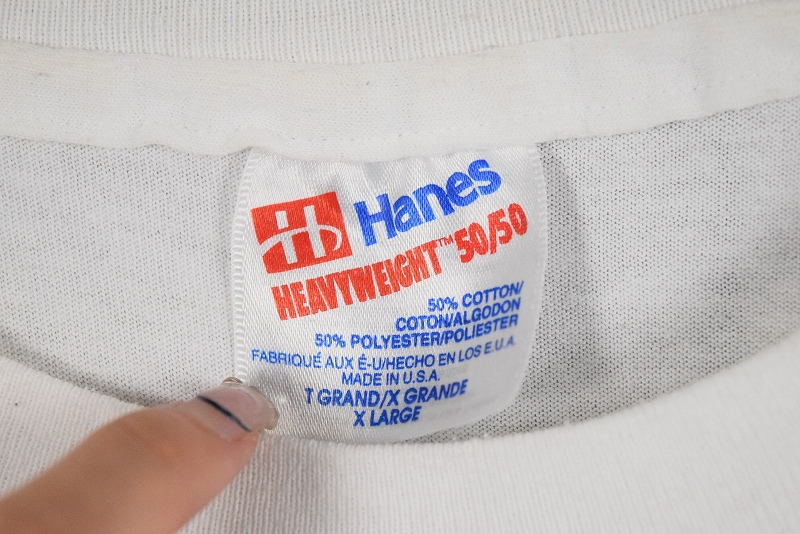 H Hanes
HEAVYWEIGHT™ 50/50
50% COTTON/
COTON/ALGODON
50% POLYESTER/POLIESTER
FABRIQUÉ AUX É-U/HECHO EN LOS E.U.A.
MADE IN U.S.A.
T GRAND/X GRANDE
X LARGE